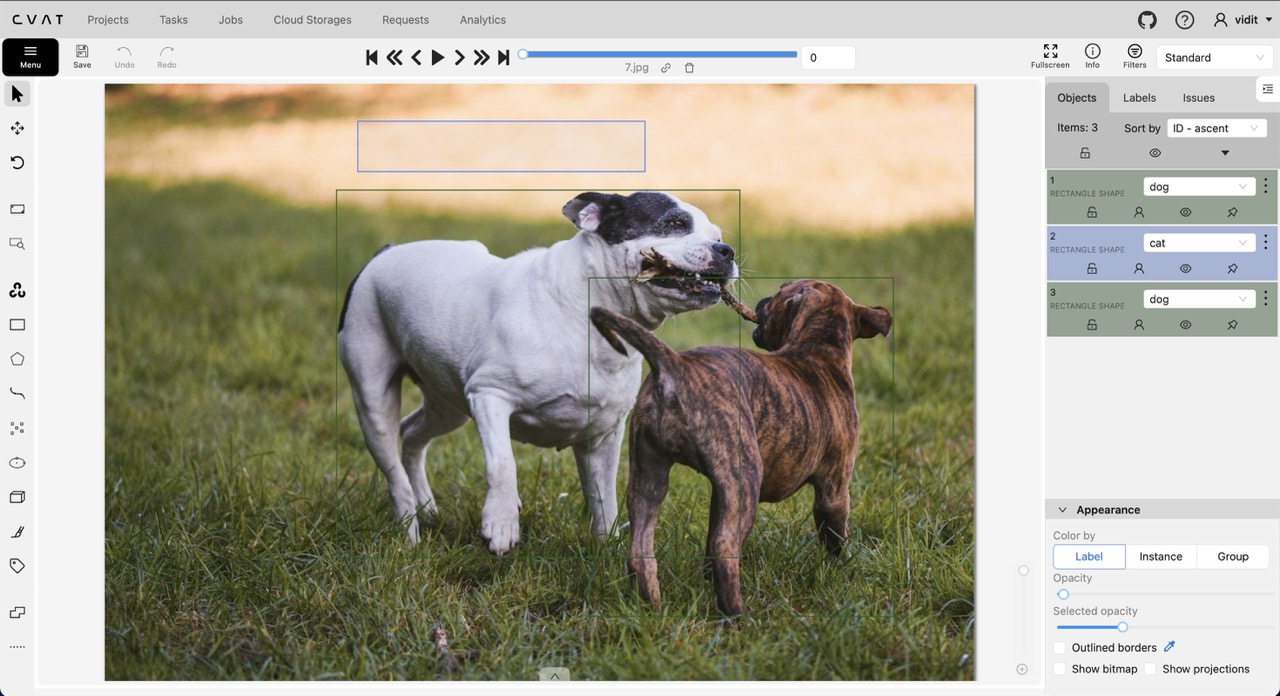 CVAT Projects Tasks Jobs Cloud Storages Requests Analytics vidit
Menu Save Undo Redo 0 Fullscreen Info Filters Standard
7.jpg
Objects Labels Issues
Items: 3 Sort by ID - ascent
1
RECTANGLE SHAPE dog
2
RECTANGLE SHAPE cat
3
RECTANGLE SHAPE dog
Appearance
Color by
Label Instance Group
Opacity
Selected opacity
Outlined borders
Show bitmap Show projections